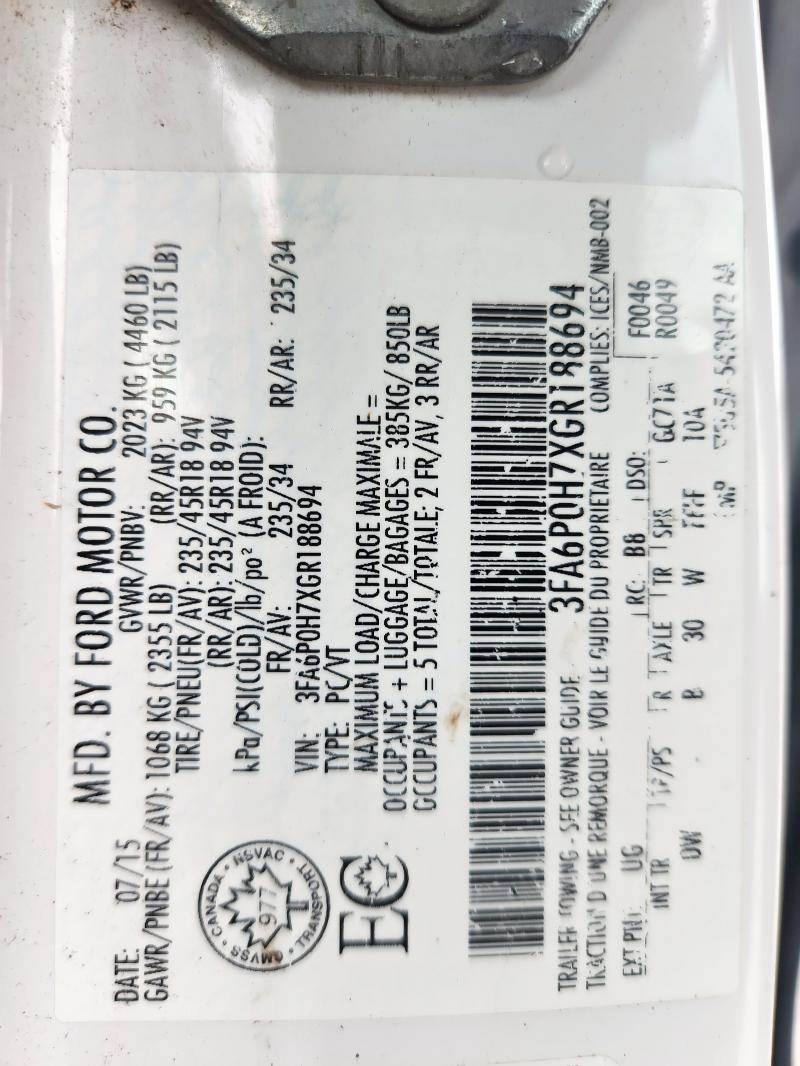 MFD. BY FORD MOTOR CO.
DATE: 07/15 GVWR/PNBV: 2023 KG ( 4460 LB)
GAWR/PNBE (FR/AV): 1068 KG ( 2355 LB) (RR/AR): 959 KG ( 2115 LB)
TIRE/PNEU(FR/AV): 235/45R18 94V
(RR/AR): 235/45R18 94V
kPa/PSI(COLD)/lb/po² (A FROID):
FR/AV: 235/34 RR/AR: 235/34
VIN: 3FA6P0H7XGR188694
TYPE: PC/VT
MAXIMUM LOAD/CHARGE MAXIMALE =
OCCUPANTS + LUGGAGE/BAGAGES = 385KG/ 850LB
OCCUPANTS = 5 TOTAL/TOTALE; 2 FR/AV, 3 RR/AR
CANADA · NSVAC · TRANSPORT · CMVSS ·
977
EC
3FA6P0H7XGR188694
TRAILER TOWING - SEE OWNER GUIDE
TRACTION D UNE REMORQUE - VOIR LE GUIDE DU PROPRIETAIRE COMPLIES: ICES/NMB-002
EXT PNT: UG RC: B8 DSO: F0046
INT TR TP/PS R AXLE TR SPR GC71A R0049
DW B 30 W 10A